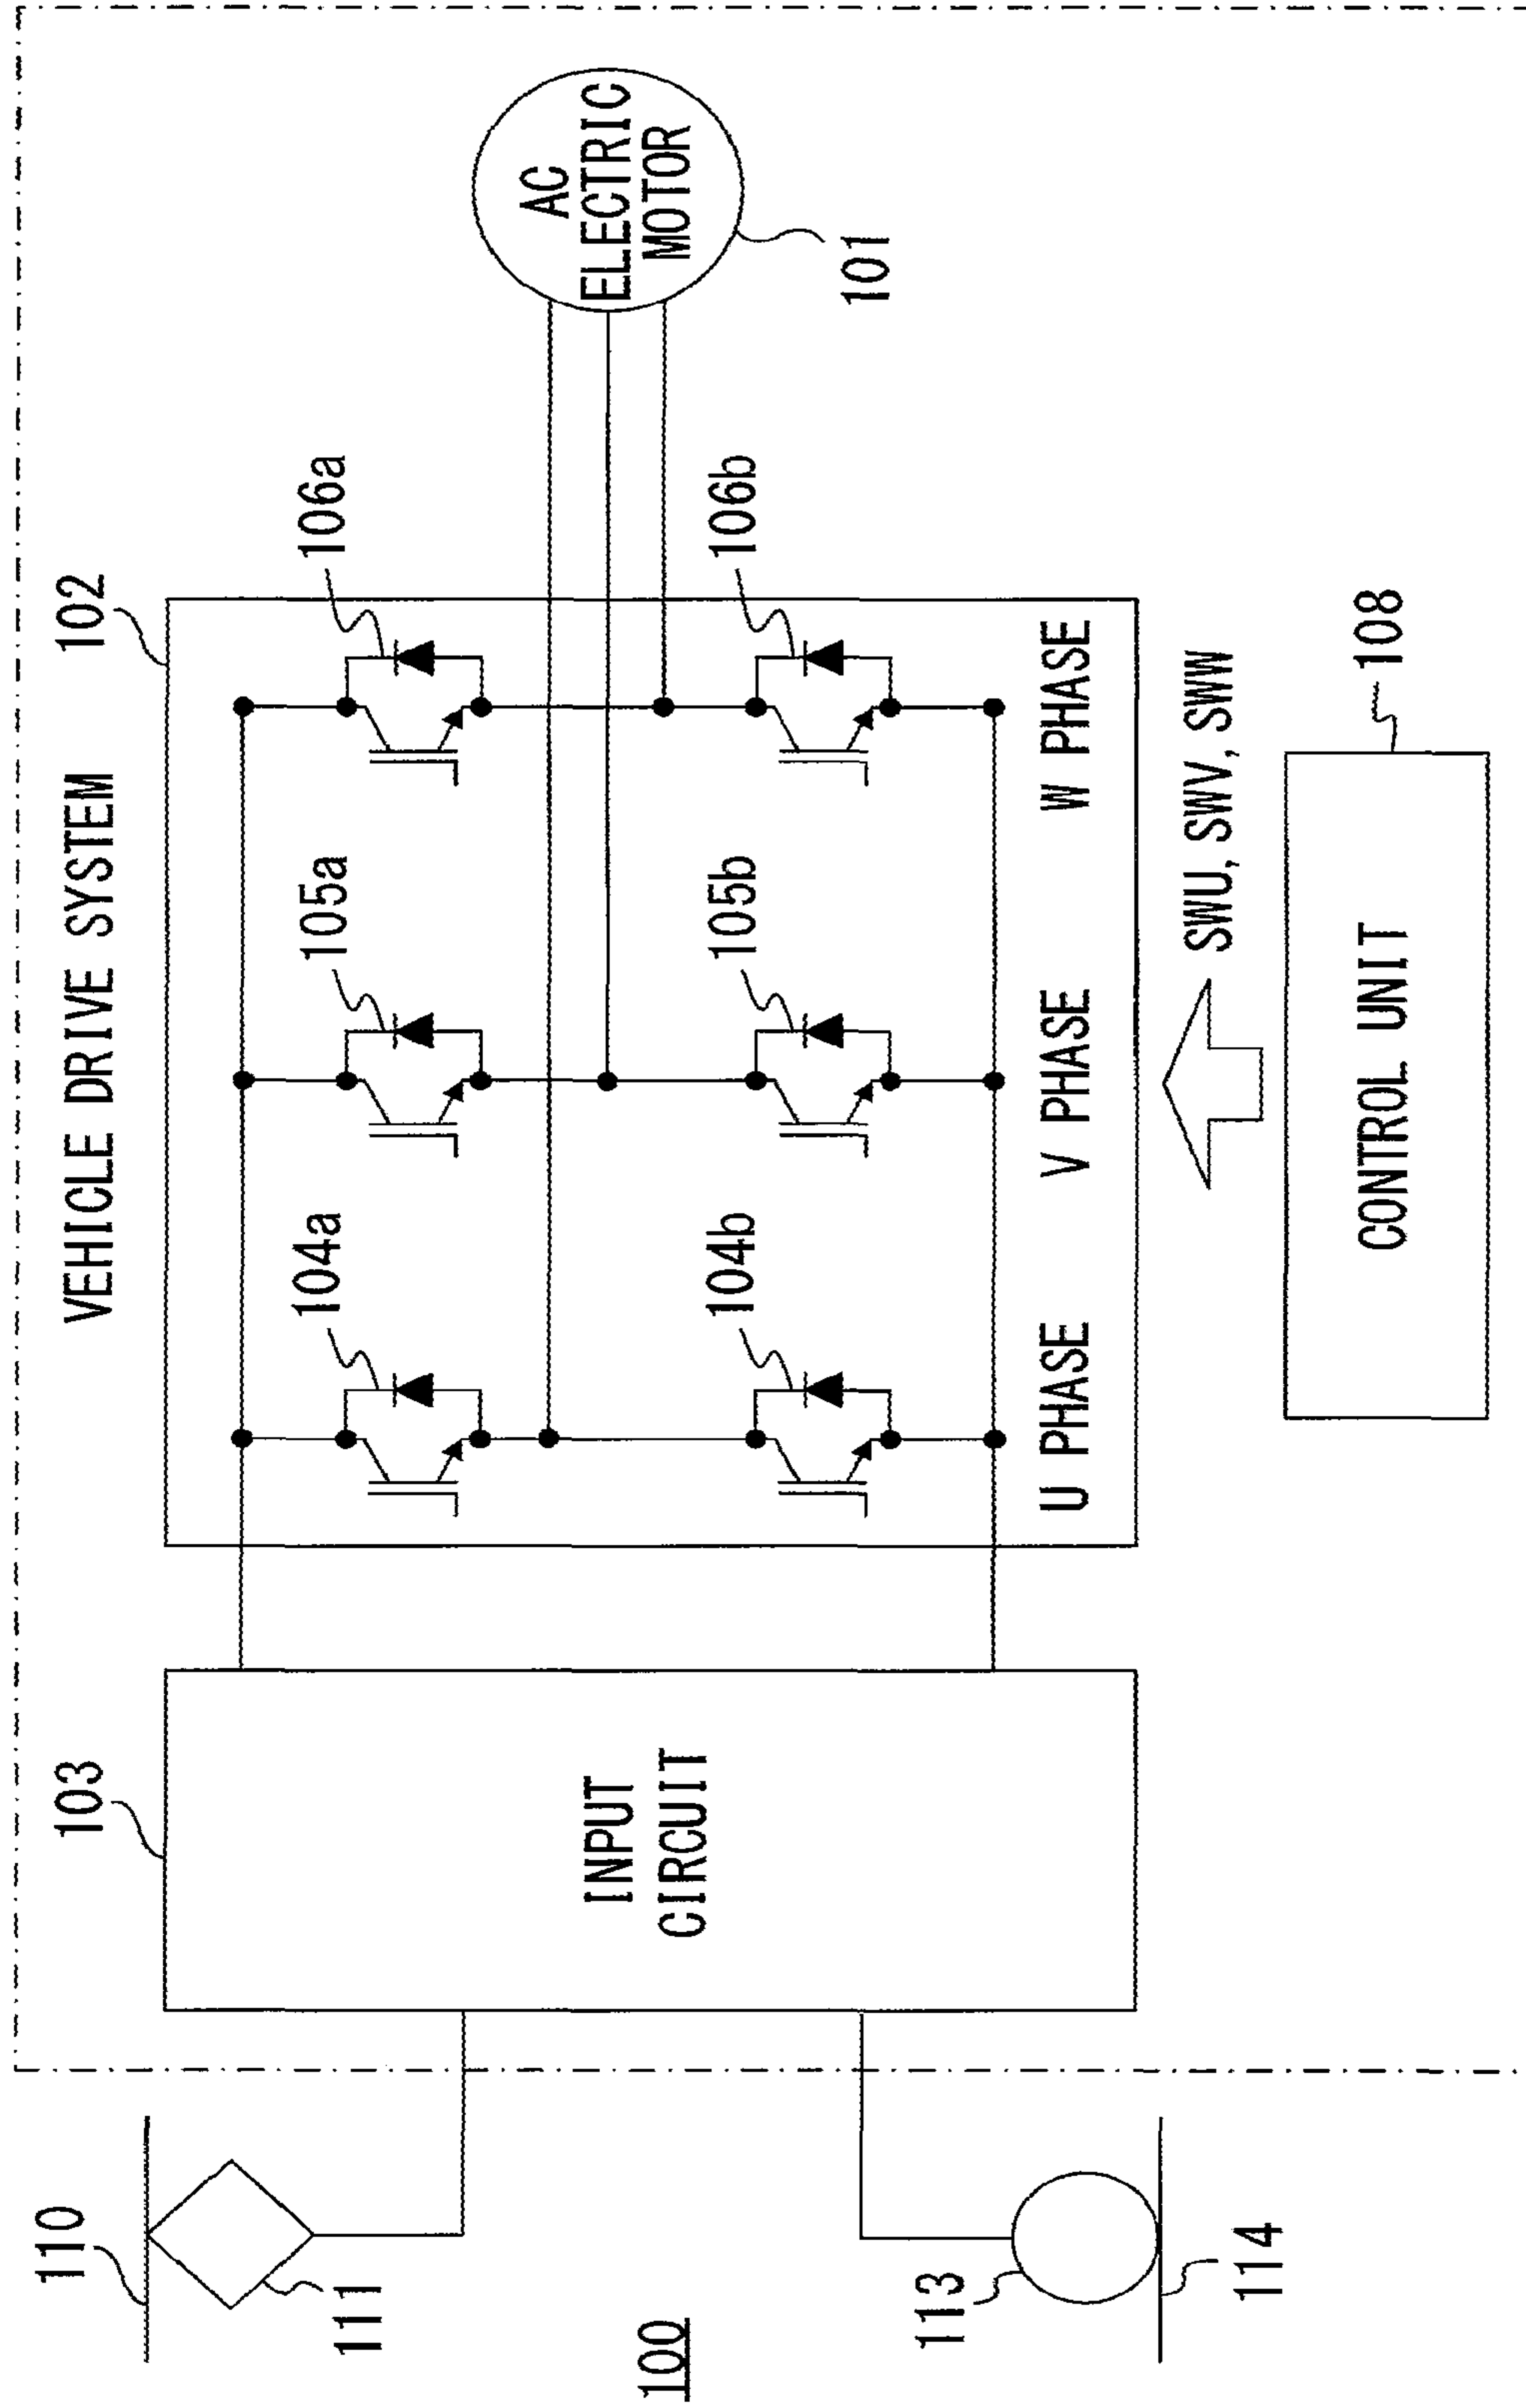 100
110
111
113
114
103
INPUT
CIRCUIT
VEHICLE DRIVE SYSTEM
102
104a
105a
106a
104b
105b
106b
U PHASE
V PHASE
W PHASE
AC
ELECTRIC
MOTOR
101
SWU, SWV, SWW
CONTROL UNIT
108